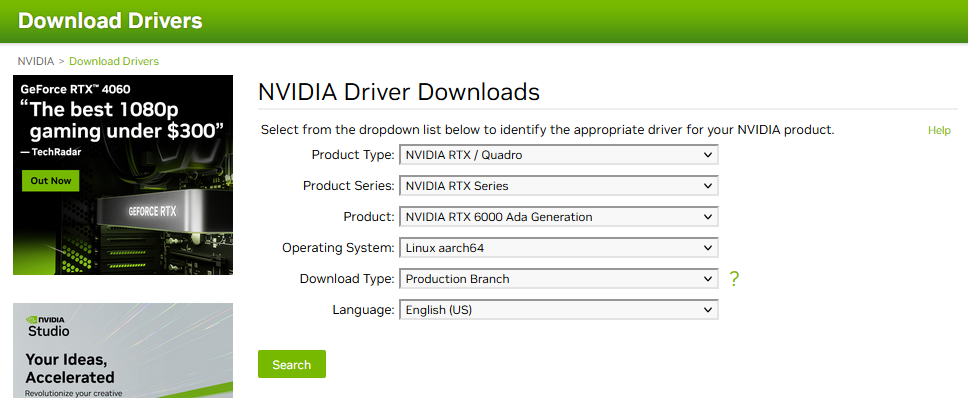 Download Drivers
NVIDIA > Download Drivers
GeForce RTX™ 4060
“The best 1080p
gaming under $300”
— TechRadar
Out Now
GEFORCE RTX
NVIDIA
Studio
Your Ideas,
Accelerated
Revolutionize your creative
NVIDIA Driver Downloads
Select from the dropdown list below to identify the appropriate driver for your NVIDIA product.
Help
Product Type: NVIDIA RTX / Quadro
Product Series: NVIDIA RTX Series
Product: NVIDIA RTX 6000 Ada Generation
Operating System: Linux aarch64
Download Type: Production Branch ?
Language: English (US)
Search